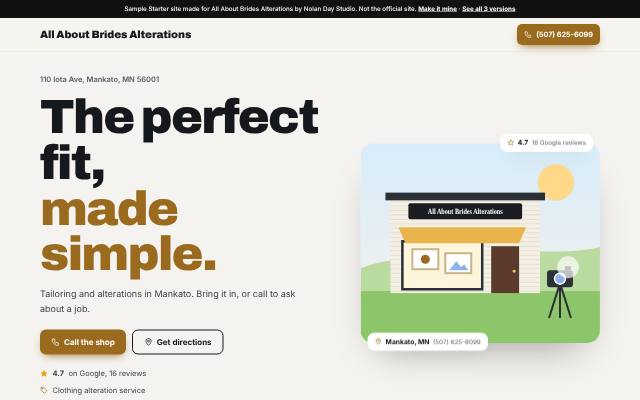 Sample Starter site made for All About Brides Alterations by Nolan Day Studio. Not the official site. Make it mine · See all 3 versions
All About Brides Alterations
(507) 625-6099
110 Iota Ave, Mankato, MN 56001
The perfect
fit,
made
simple.
Tailoring and alterations in Mankato. Bring it in, or call to ask
about a job.
Call the shop
Get directions
4.7 on Google, 16 reviews
Clothing alteration service
4.7 16 Google reviews
All About Brides Alterations
Mankato, MN (507) 625-6099